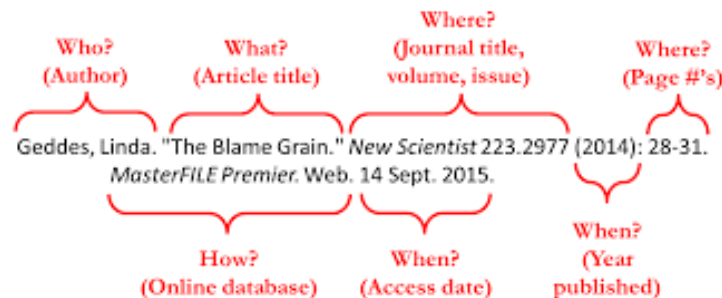 Who?
(Author)
What?
(Article title)
Where?
(Journal title,
volume, issue)
Where?
(Page #'s)
Geddes, Linda. "The Blame Grain." New Scientist 223.2977 (2014): 28-31.
MasterFILE Premier. Web. 14 Sept. 2015.
How?
(Online database)
When?
(Access date)
When?
(Year
published)